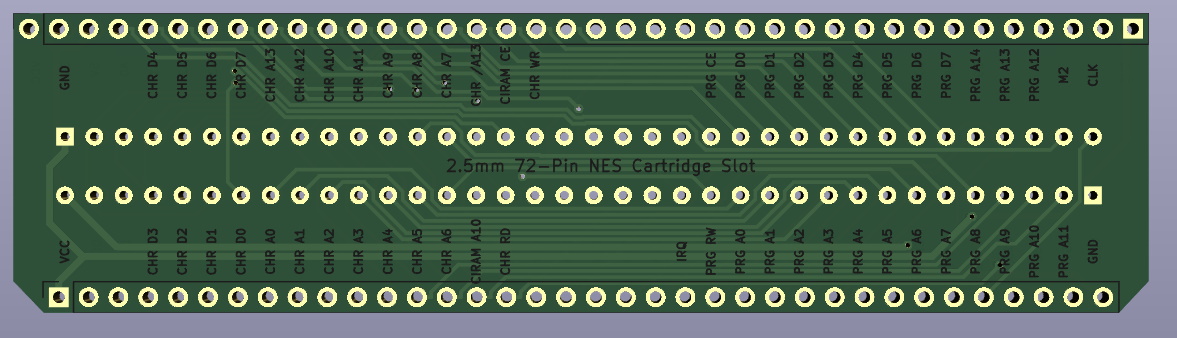 GND
CHR D4
CHR D5
CHR D6
CHR D7
CHR A13
CHR A12
CHR A10
CHR A11
CHR A9
CHR A8
CHR A7
CHR /A13
CIRAM CE
CHR WR
PRG CE
PRG D0
PRG D1
PRG D2
PRG D3
PRG D4
PRG D5
PRG D6
PRG D7
PRG A14
PRG A13
PRG A12
M2
CLK
2.5mm 72-Pin NES Cartridge Slot
VCC
CHR D3
CHR D2
CHR D1
CHR D0
CHR A0
CHR A1
CHR A2
CHR A3
CHR A4
CHR A5
CHR A6
CIRAM A10
CHR RD
IRQ
PRG RW
PRG A0
PRG A1
PRG A2
PRG A3
PRG A4
PRG A5
PRG A6
PRG A7
PRG A8
PRG A9
PRG A10
PRG A11
GND